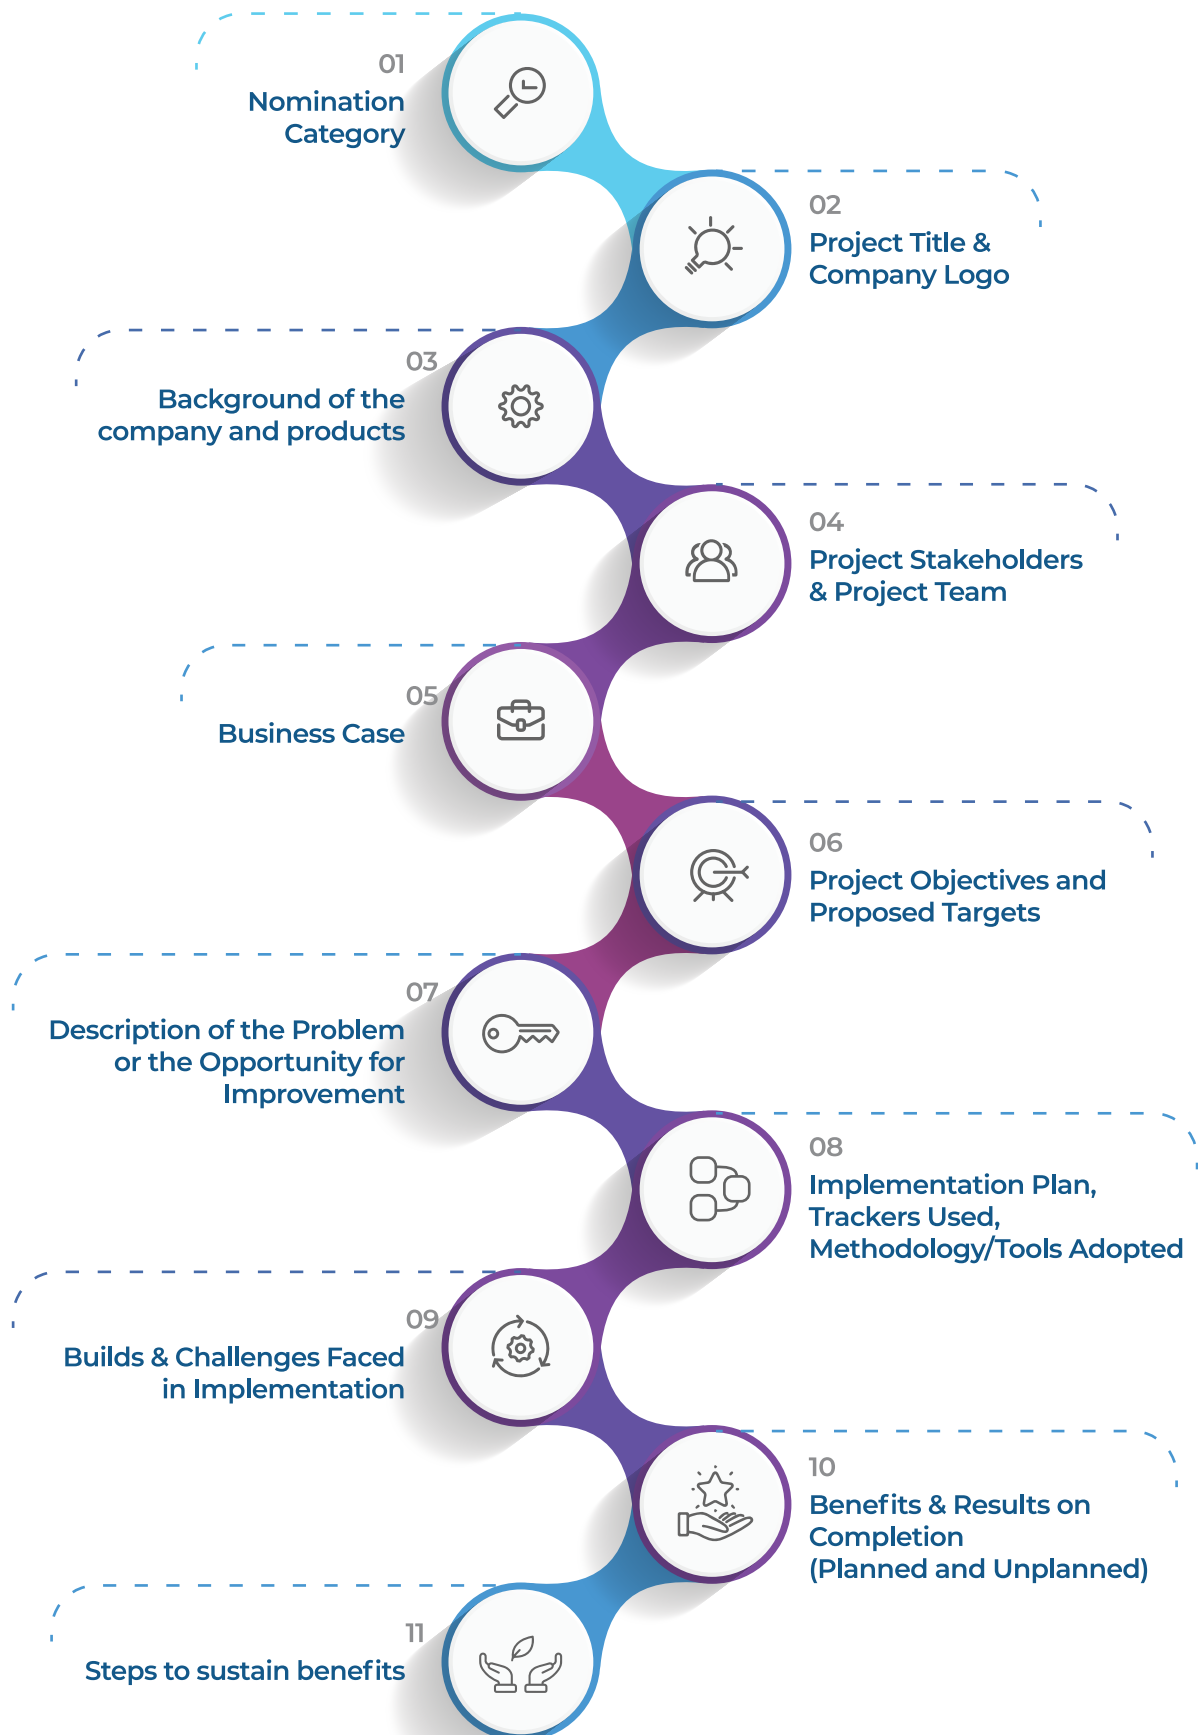 01
Nomination
Category
02
Project Title &
Company Logo
03
Background of the
company and products
04
Project Stakeholders
& Project Team
05
Business Case
06
Project Objectives and
Proposed Targets
07
Description of the Problem
or the Opportunity for
Improvement
08
Implementation Plan,
Trackers Used,
Methodology/Tools Adopted
09
Builds & Challenges Faced
in Implementation
10
Benefits & Results on
Completion
(Planned and Unplanned)
11
Steps to sustain benefits